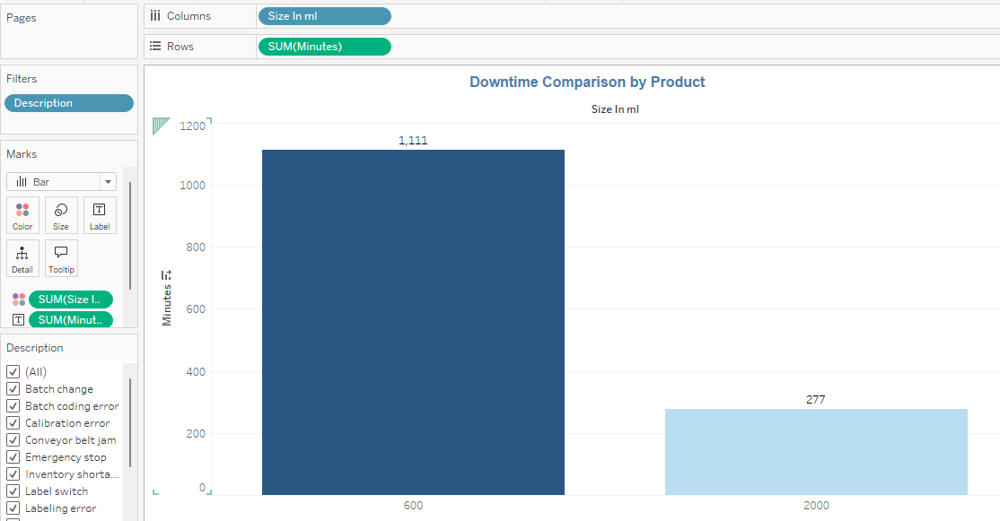 Pages
Columns
Size In ml
Rows
SUM(Minutes)
Filters
Description
Marks
Bar
Color
Size
Label
Detail
Tooltip
SUM(Size I..
SUM(Minut..
Description
(All)
Batch change
Batch coding error
Calibration error
Conveyor belt jam
Emergency stop
Inventory shorta...
Label switch
Labeling error
Downtime Comparison by Product
Size In ml
Minutes
1200
1000
800
600
400
200
0
1,111
277
600
2000